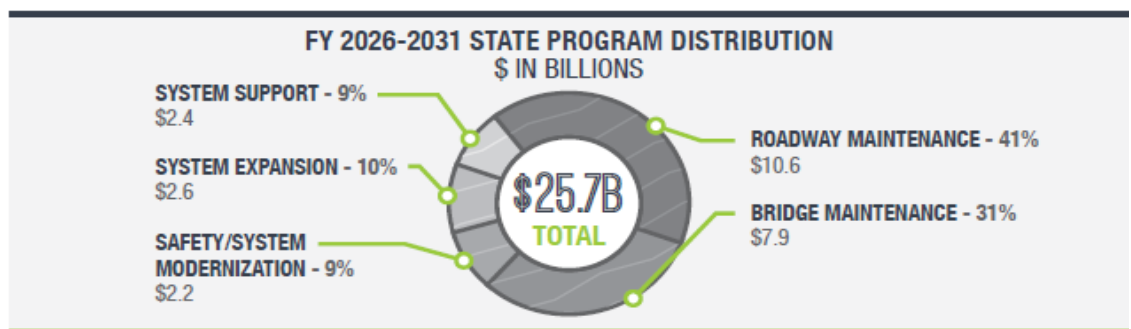 FY 2026-2031 STATE PROGRAM DISTRIBUTION
$ IN BILLIONS
SYSTEM SUPPORT - 9%
$2.4
SYSTEM EXPANSION - 10%
$2.6
SAFETY/SYSTEM
MODERNIZATION - 9%
$2.2
$25.7B
TOTAL
ROADWAY MAINTENANCE - 41%
$10.6
BRIDGE MAINTENANCE - 31%
$7.9